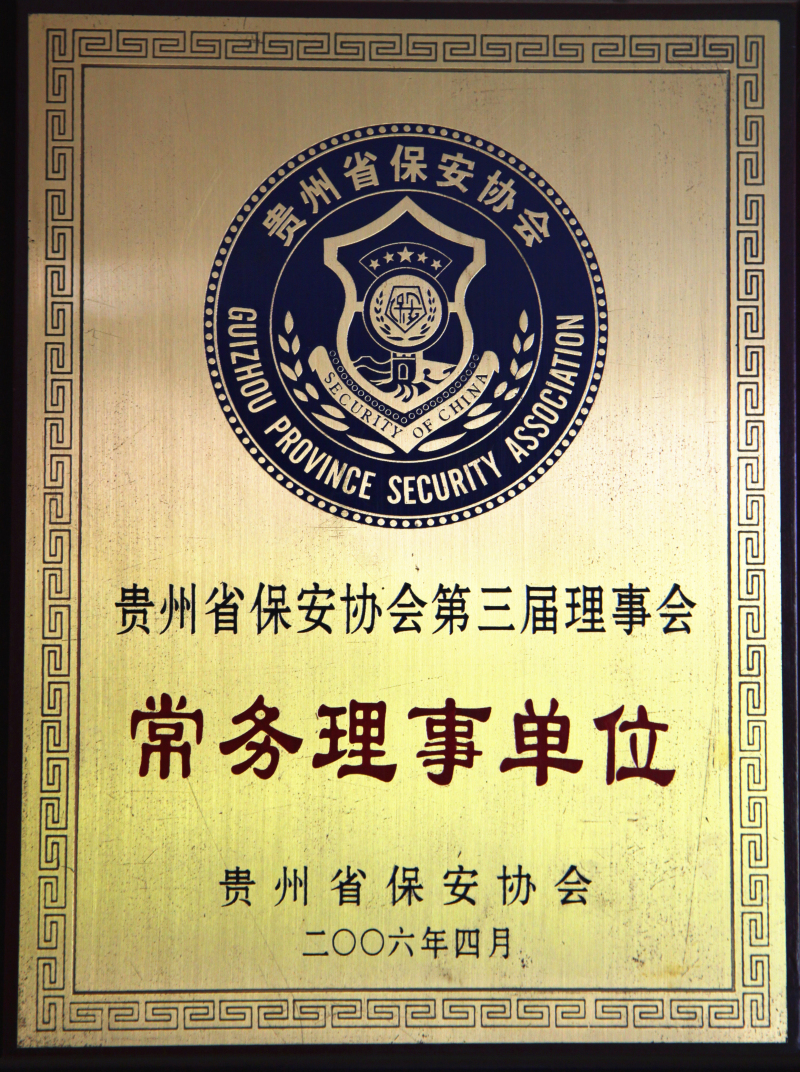 贵州省保安协会
SECURITY OF CHINA
GUIZHOU PROVINCE SECURITY ASSOCIATION
贵州省保安协会第三届理事会
常务理事单位
贵州省保安协会
二〇〇六年四月